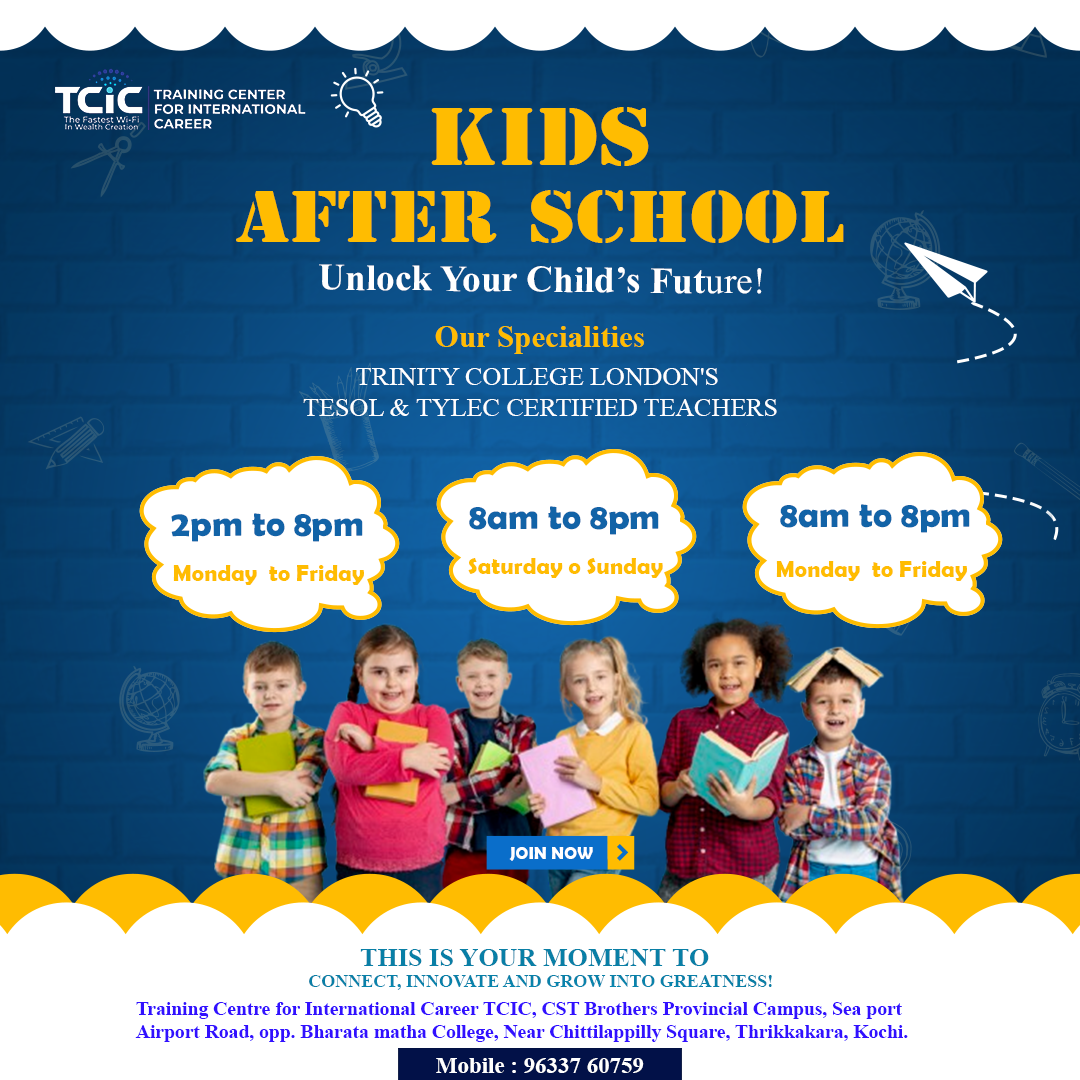 TCiC
The Fastest Wi-Fi
In Wealth Creation
TRAINING CENTER
FOR INTERNATIONAL
CAREER
KIDS
AFTER SCHOOL
Unlock Your Child's Future!
Our Specialities
TRINITY COLLEGE LONDON'S
TESOL & TYLEC CERTIFIED TEACHERS
2pm to 8pm
Monday to Friday
8am to 8pm
Saturday o Sunday
8am to 8pm
Monday to Friday
JOIN NOW
THIS IS YOUR MOMENT TO
CONNECT, INNOVATE AND GROW INTO GREATNESS!
Training Centre for International Career TCIC, CST Brothers Provincial Campus, Sea port
Airport Road, opp. Bharata matha College, Near Chittilappilly Square, Thrikkakara, Kochi.
Mobile : 96337 60759